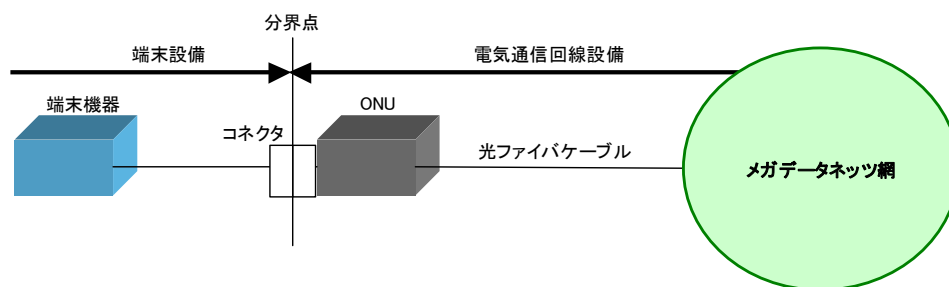 分界点
端末設備
電気通信回線設備
端末機器
ONU
コネクタ
光ファイバケーブル
メガデータネッツ網